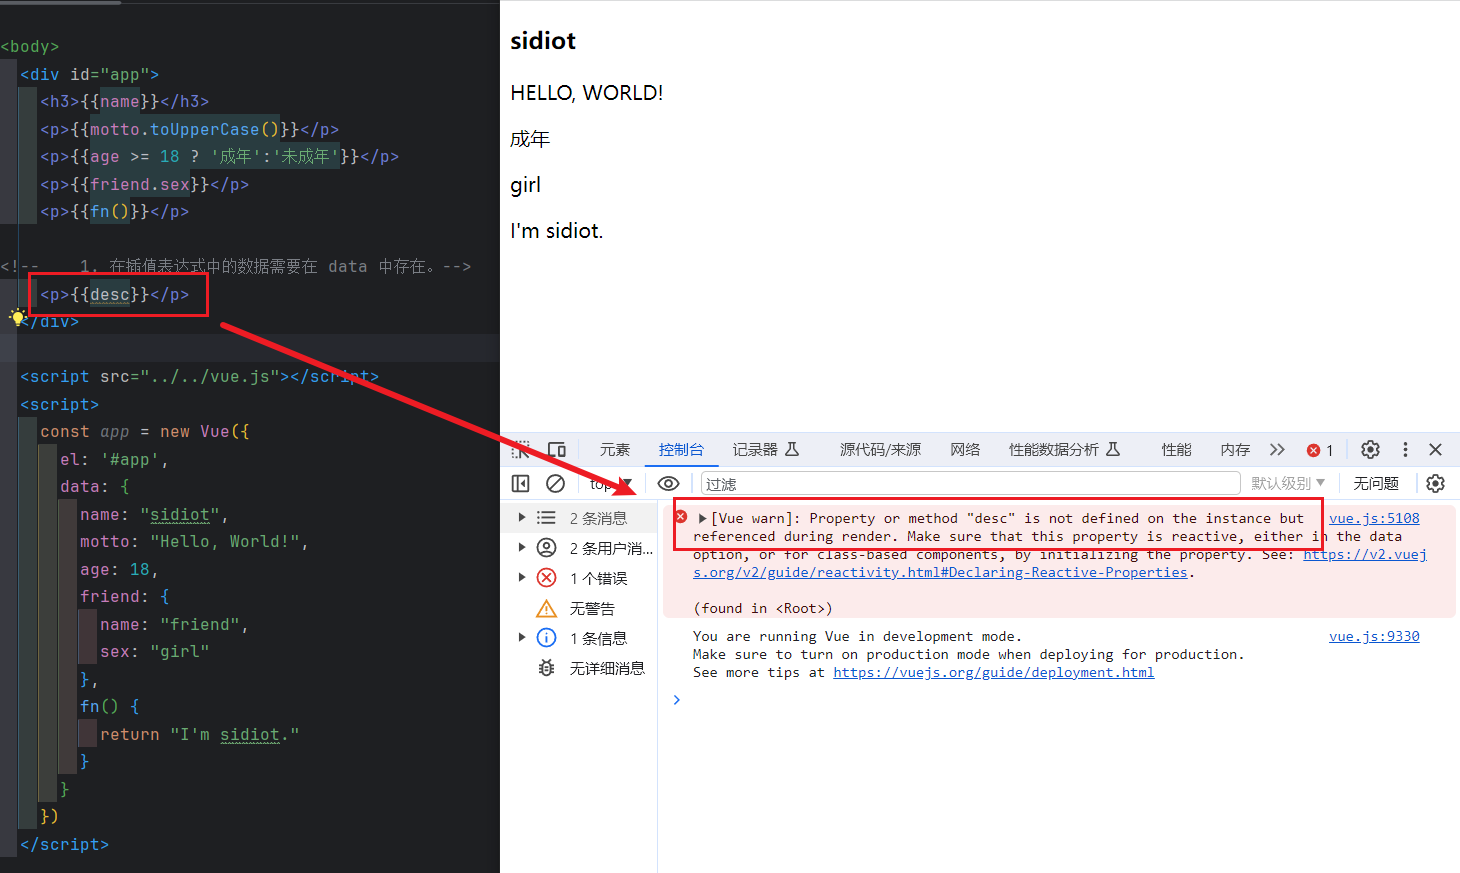 <body>
<div id="app">
<h3>{{name}}</h3>
<p>{{motto.toUpperCase()}}</p>
<p>{{age >= 18 ? '成年':'未成年'}}</p>
<p>{{friend.sex}}</p>
<p>{{fn()}}</p>
<!-- 1. 在插值表达式中的数据需要在 data 中存在。-->
<p>{{desc}}</p>
</div>
<script src="../../vue.js"></script>
<script>
const app = new Vue({
el: '#app',
data: {
name: "sidiot",
motto: "Hello, World!",
age: 18,
friend: {
name: "friend",
sex: "girl"
},
fn() {
return "I'm sidiot."
}
}
})
</script>
sidiot
HELLO, WORLD!
成年
girl
I'm sidiot.
元素 控制台 记录器 源代码/来源 网络 性能数据分析 性能 内存 1
top 过滤 默认级别 无问题
2 条消息
2 条用户消...
1 个错误
无警告
1 条信息
无详细消息
[Vue warn]: Property or method "desc" is not defined on the instance but vue.js:5108
referenced during render. Make sure that this property is reactive, either in the data
option, or for class-based components, by initializing the property. See: https://v2.vuej
s.org/v2/guide/reactivity.html#Declaring-Reactive-Properties.
(found in <Root>)
You are running Vue in development mode. vue.js:9330
Make sure to turn on production mode when deploying for production.
See more tips at https://vuejs.org/guide/deployment.html